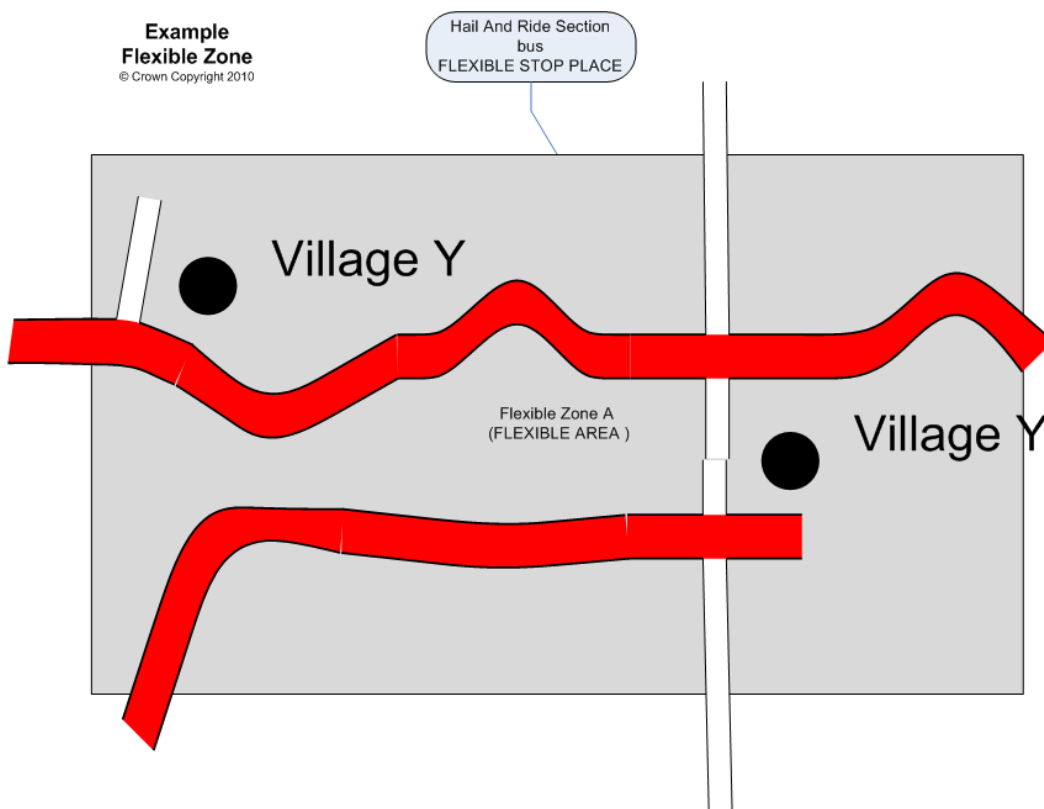 Example
Flexible Zone
© Crown Copyright 2010
Hail And Ride Section
bus
FLEXIBLE STOP PLACE
Village Y
Flexible Zone A
(FLEXIBLE AREA )
Village Y